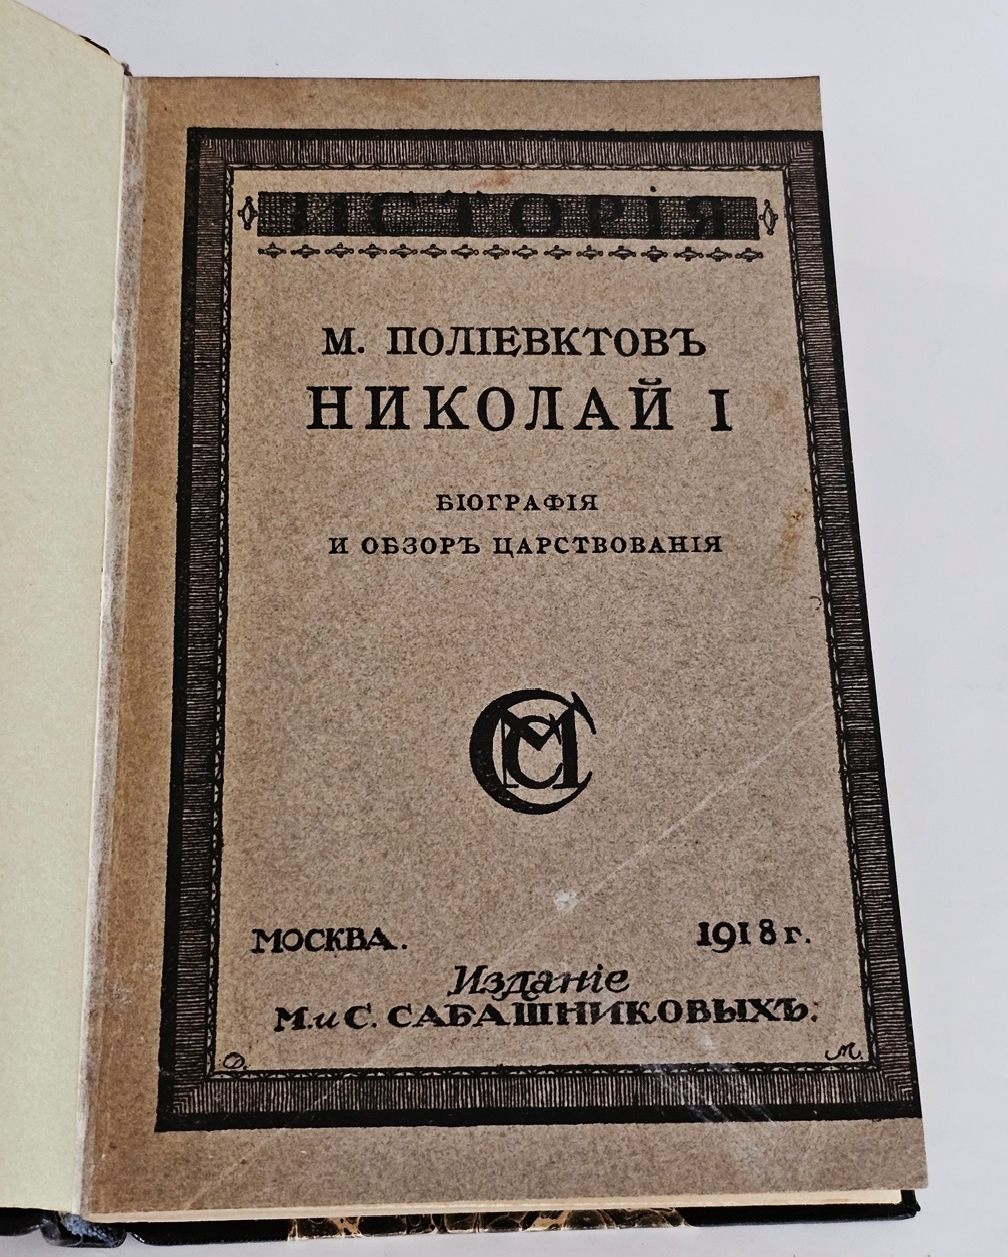 ИСТОРІЯ
М. ПОЛІЕВКТОВЪ
НИКОЛАЙ I
БІОГРАФІЯ
И ОБЗОРЪ ЦАРСТВОВАНІЯ
МОСКВА. 1918 г.
Изданіе
М. и С. САБАШНИКОВЫХЪ.